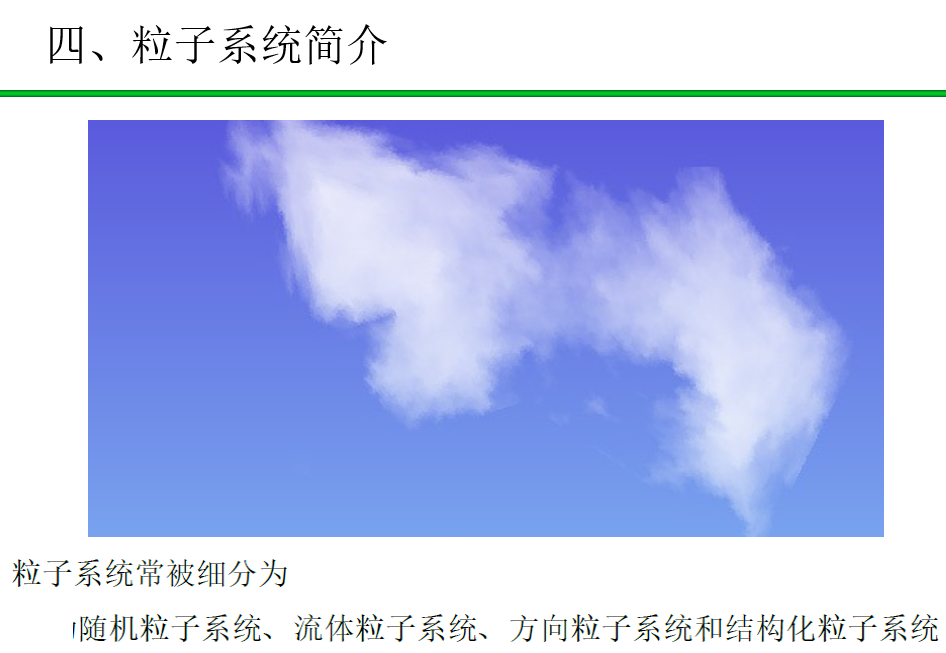 四、粒子系统简介
粒子系统常被细分为
随机粒子系统、流体粒子系统、方向粒子系统和结构化粒子系统